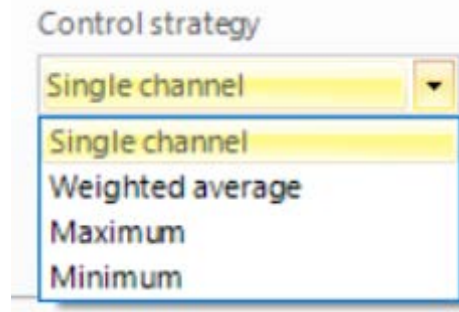 Control strategy
Single channel
Single channel
Weighted average
Maximum
Minimum